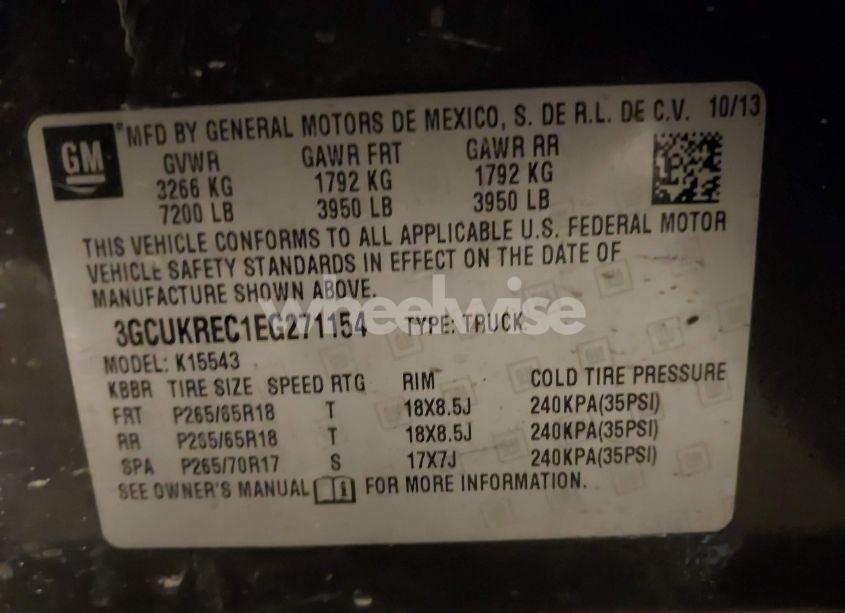 GM
*MFD BY GENERAL MOTORS DE MEXICO, S. DE R.L. DE C.V. 10/13
GVWR GAWR FRT GAWR RR
3266 KG 1792 KG 1792 KG
7200 LB 3950 LB 3950 LB
THIS VEHICLE CONFORMS TO ALL APPLICABLE U.S. FEDERAL MOTOR
VEHICLE SAFETY STANDARDS IN EFFECT ON THE DATE OF
MANUFACTURE SHOWN ABOVE.
wheelwise
3GCUKREC1EG271154 TYPE: TRUCK
MODEL: K15543
KBBR TIRE SIZE SPEED RTG RIM COLD TIRE PRESSURE
FRT P265/65R18 T 18X8.5J 240KPA(35PSI)
RR P265/65R18 T 18X8.5J 240KPA(35PSI)
SPA P265/70R17 S 17X7J 240KPA(35PSI)
SEE OWNER'S MANUAL FOR MORE INFORMATION.